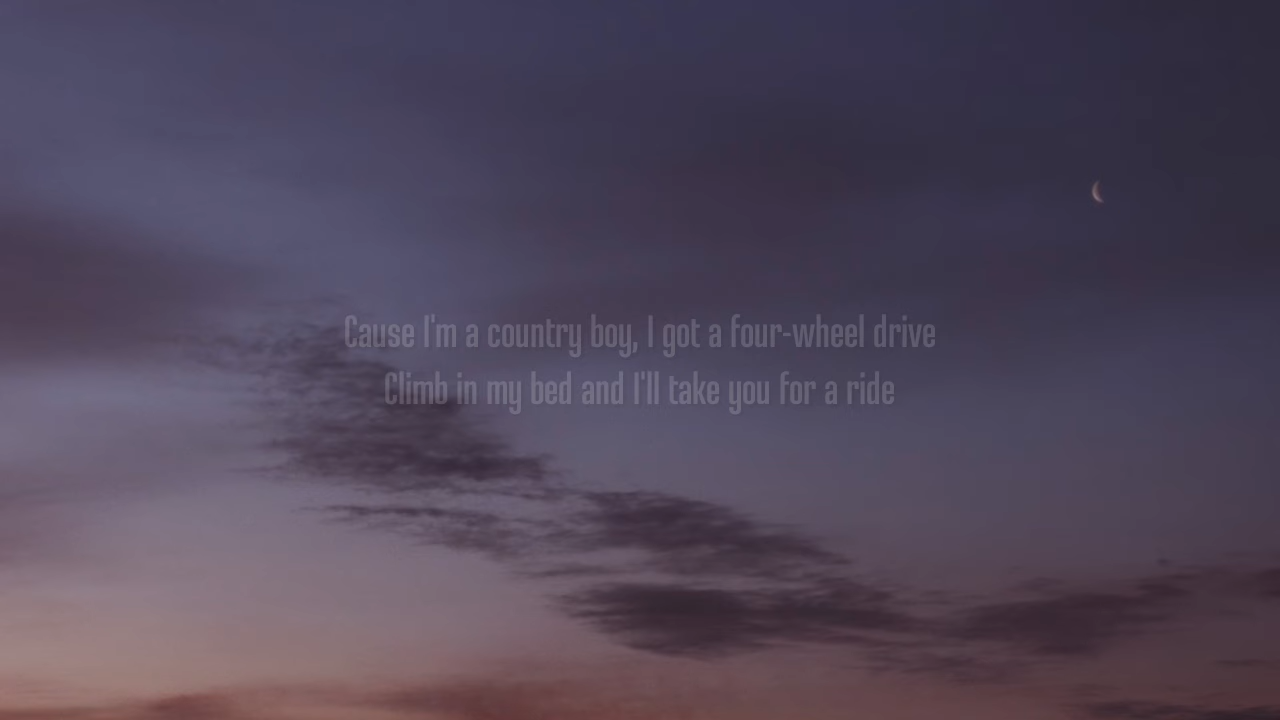 Cause I'm a country boy, I got a four-wheel drive
Climb in my bed and I'll take you for a ride